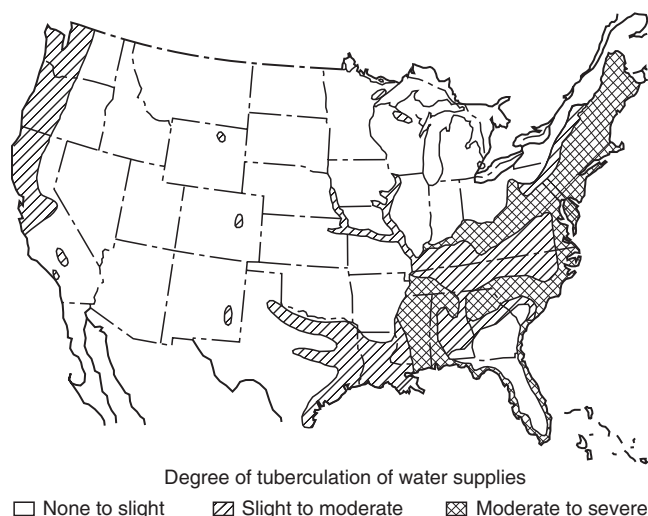 Degree of tuberculation of water supplies
None to slight Slight to moderate Moderate to severe